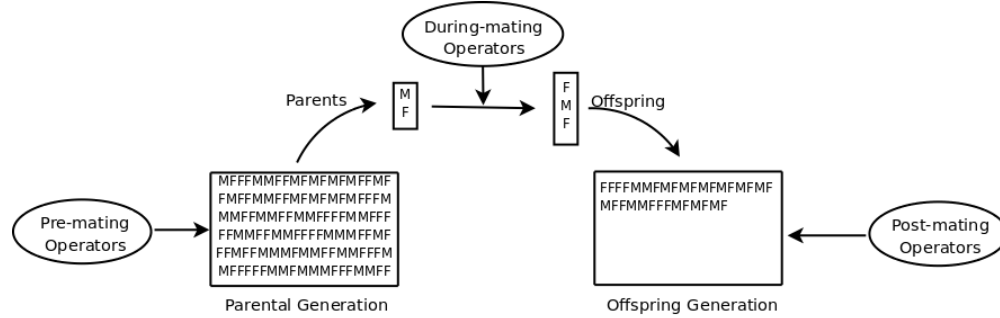 During-mating
Operators
Parents
M
F
F
M
F
Offspring
Pre-mating
Operators
MFFFMMFFMFMFMFMFFMF
FMFFMMFFMFMFMFMFFFM
MMFFMMFFMMFFFFMMFFF
FFMMFFMMFFFFMMMFFMF
FFMFFMMMFMMFFMMFFFM
MFFFFFMMFMMMFFFMMFF
Parental Generation
FFFFMMFMFMFMFMFMFMF
MFFMMFFFMFMFMF
Offspring Generation
Post-mating
Operators